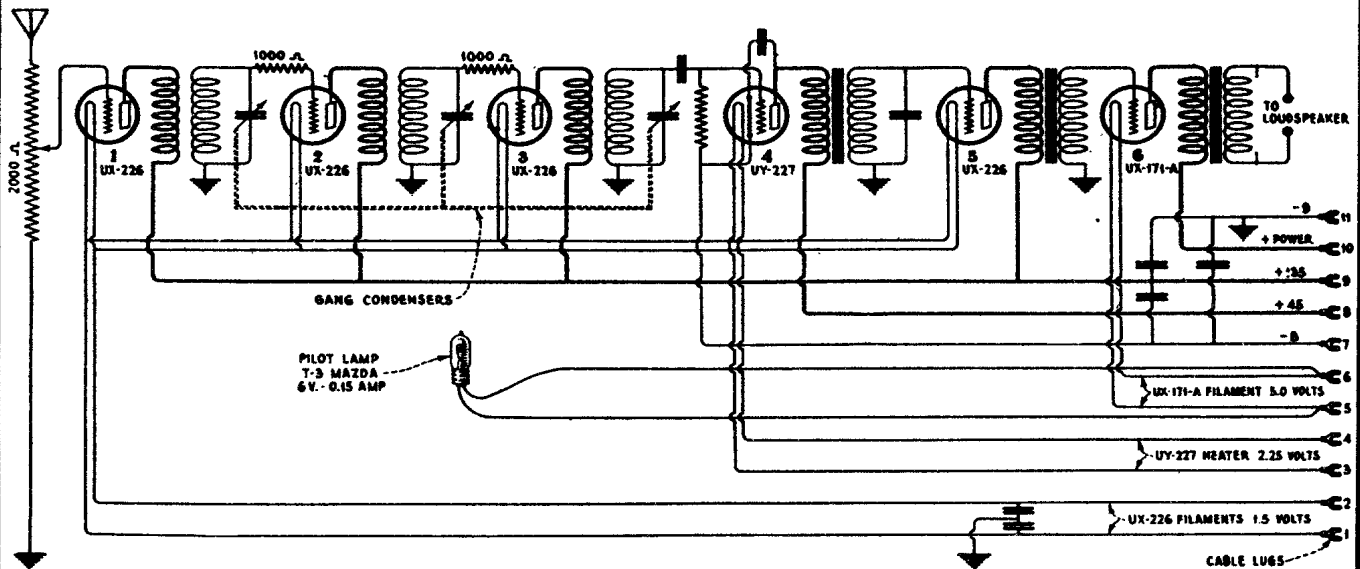 1000 Ω
1000 Ω
2000 Ω
TO
LOUDSPEAKER
1
UX-226
2
UX-226
3
UX-226
4
UY-227
5
UX-226
6
UX-171-A
-9
11
+ POWER
10
9
+45
8
7
GANG CONDENSERS
PILOT LAMP
T-3 MAZDA
6V.-0.15 AMP
6
UX-171-A FILAMENT 5.0 VOLTS
5
4
UY-227 HEATER 2.25 VOLTS
3
2
UX-226 FILAMENTS 1.5 VOLTS
1
CABLE LUGS